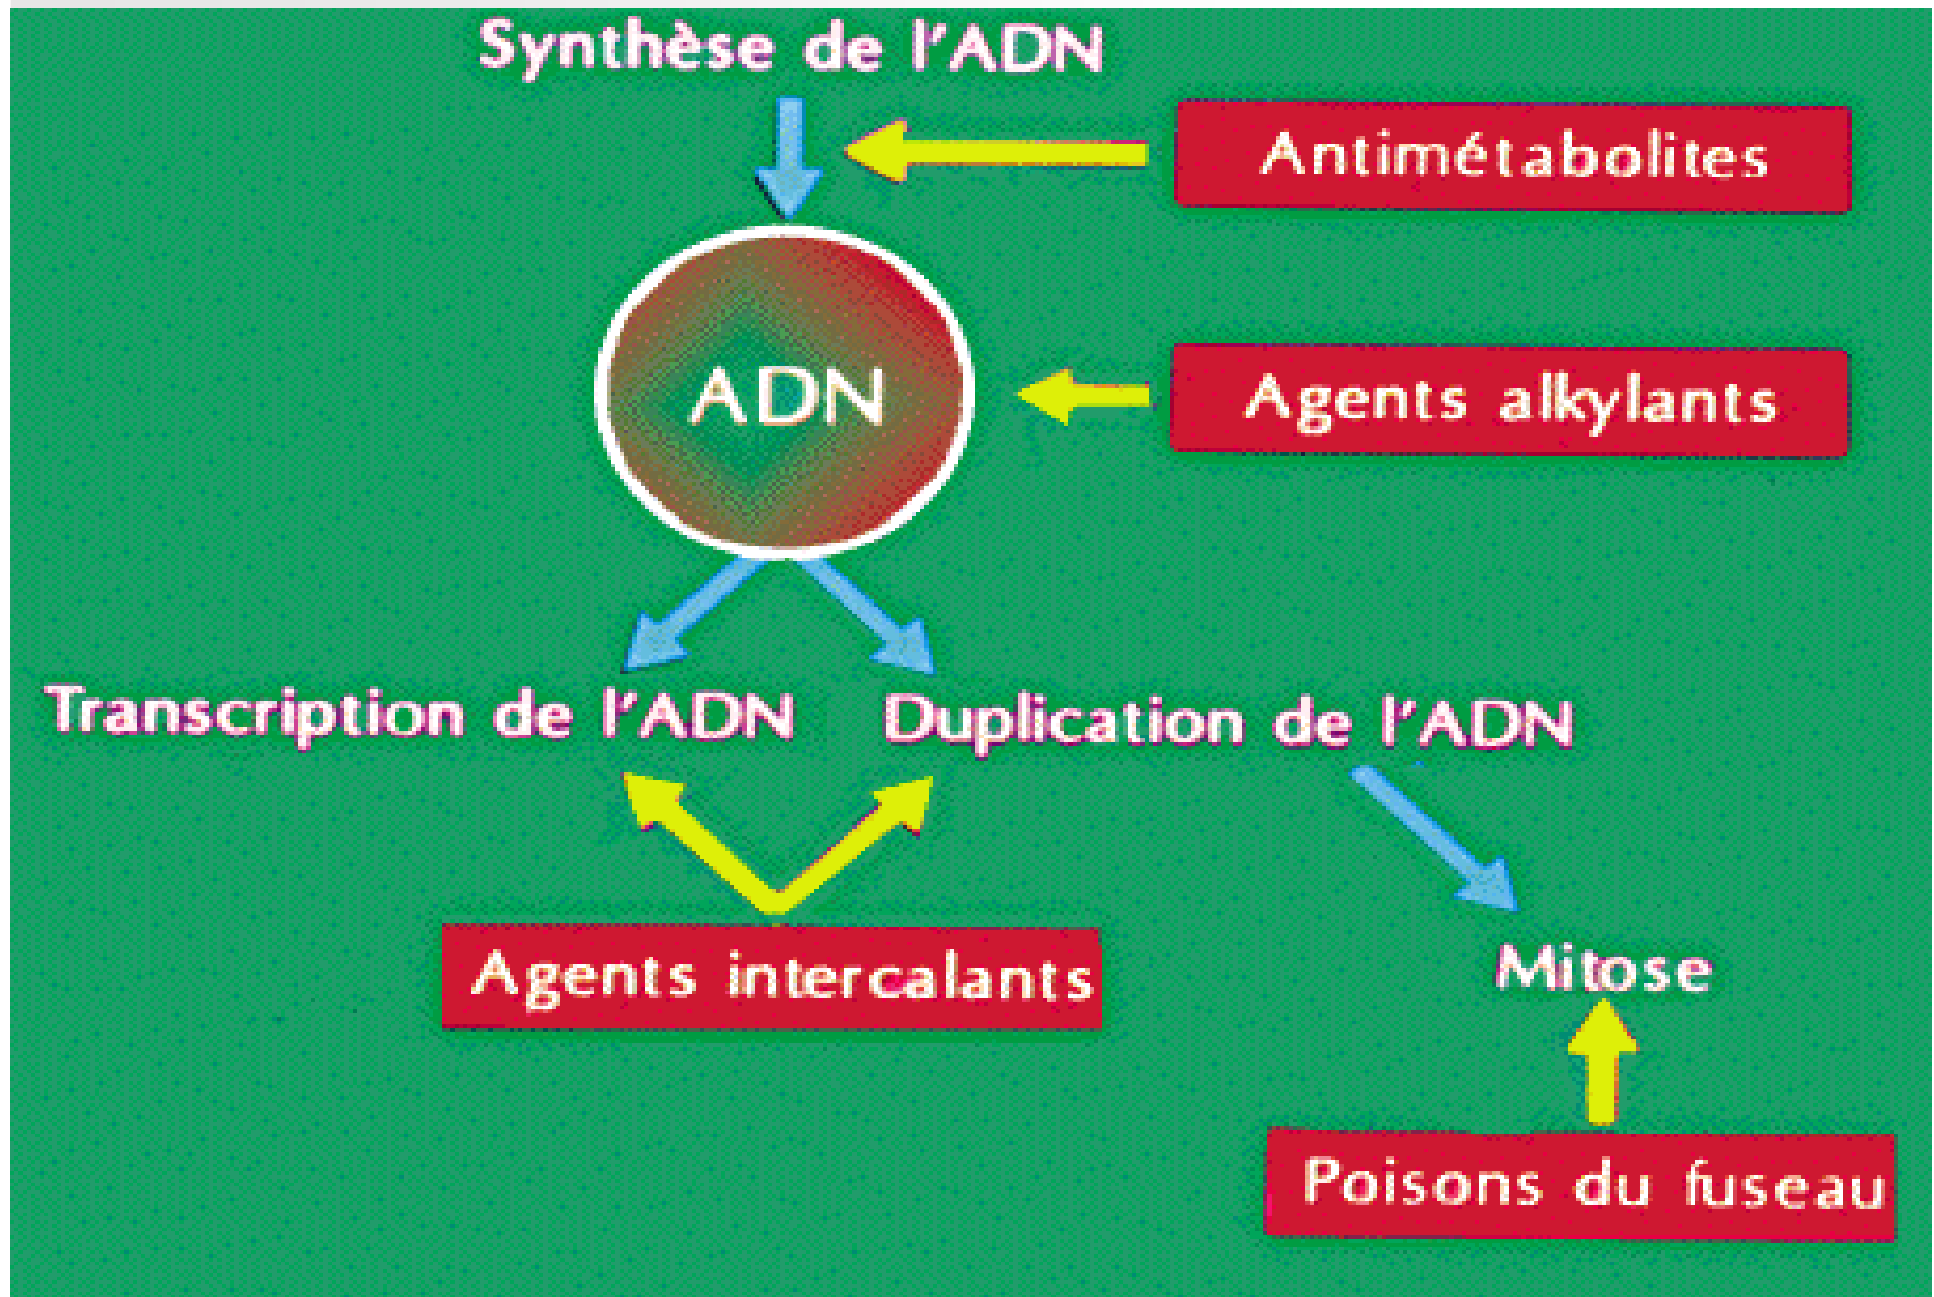 Synthèse de l'ADN
Antimétabolites
ADN
Agents alkylants
Transcription de l'ADN
Duplication de l'ADN
Agents intercalants
Mitose
Poisons du fuseau